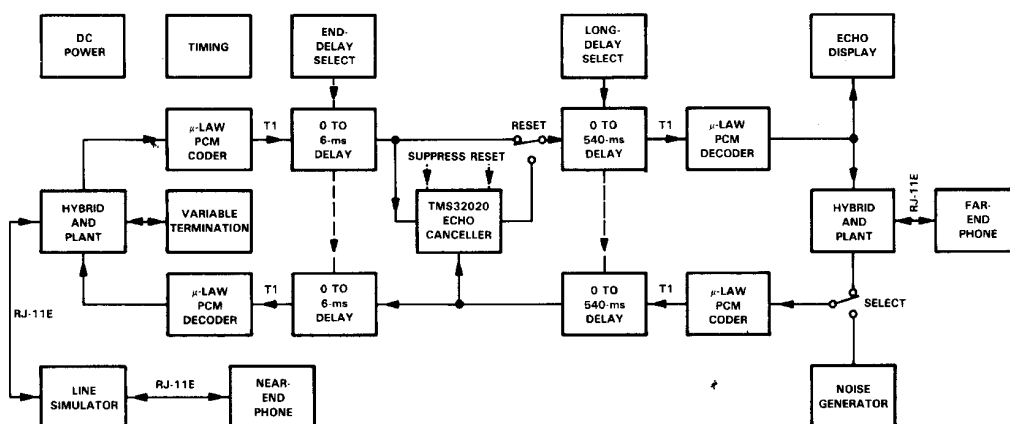 DC
POWER
TIMING
END-
DELAY
SELECT
LONG-
DELAY
SELECT
ECHO
DISPLAY
μ-LAW
PCM
CODER
T1
0 TO
6-ms
DELAY
RESET
0 TO
540-ms
DELAY
T1
μ-LAW
PCM
DECODER
SUPPRESS RESET
HYBRID
AND
PLANT
VARIABLE
TERMINATION
TMS32020
ECHO
CANCELLER
HYBRID
AND
PLANT
RJ-11E
FAR-
END
PHONE
RJ-11E
μ-LAW
PCM
DECODER
T1
0 TO
6-ms
DELAY
0 TO
540-ms
DELAY
T1
μ-LAW
PCM
CODER
SELECT
LINE
SIMULATOR
RJ-11E
NEAR-
END
PHONE
NOISE
GENERATOR